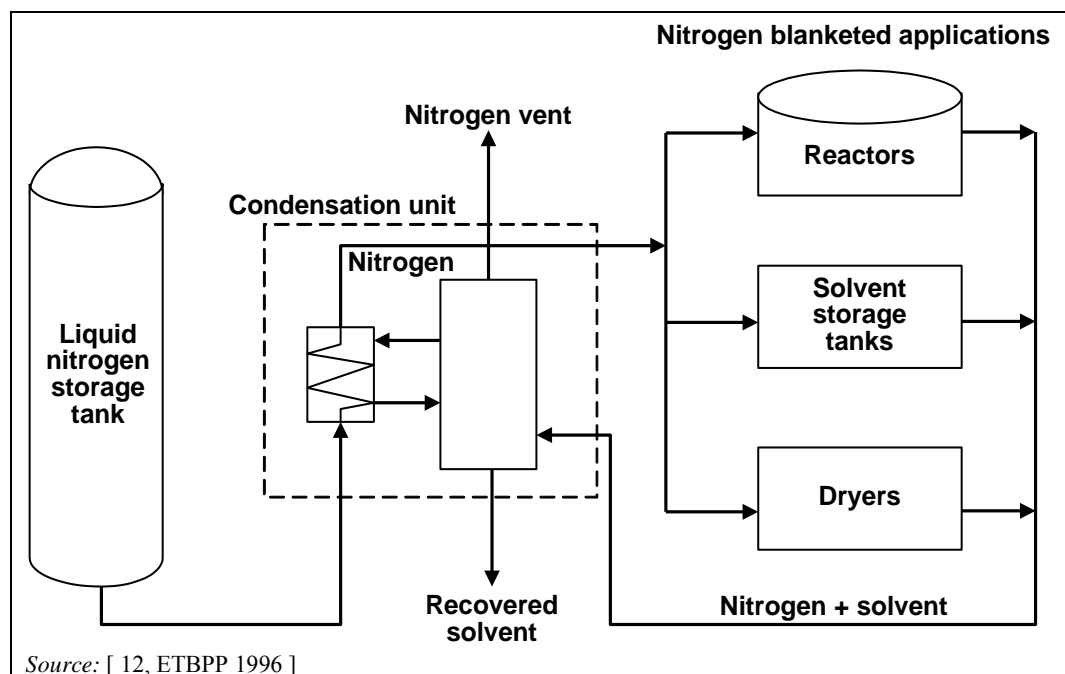 Nitrogen blanketed applications
Nitrogen vent
Reactors
Condensation unit
Nitrogen
Liquid
nitrogen
storage
tank
Solvent
storage
tanks
Dryers
Recovered
solvent
Nitrogen + solvent
Source: [ 12, ETBPP 1996 ]